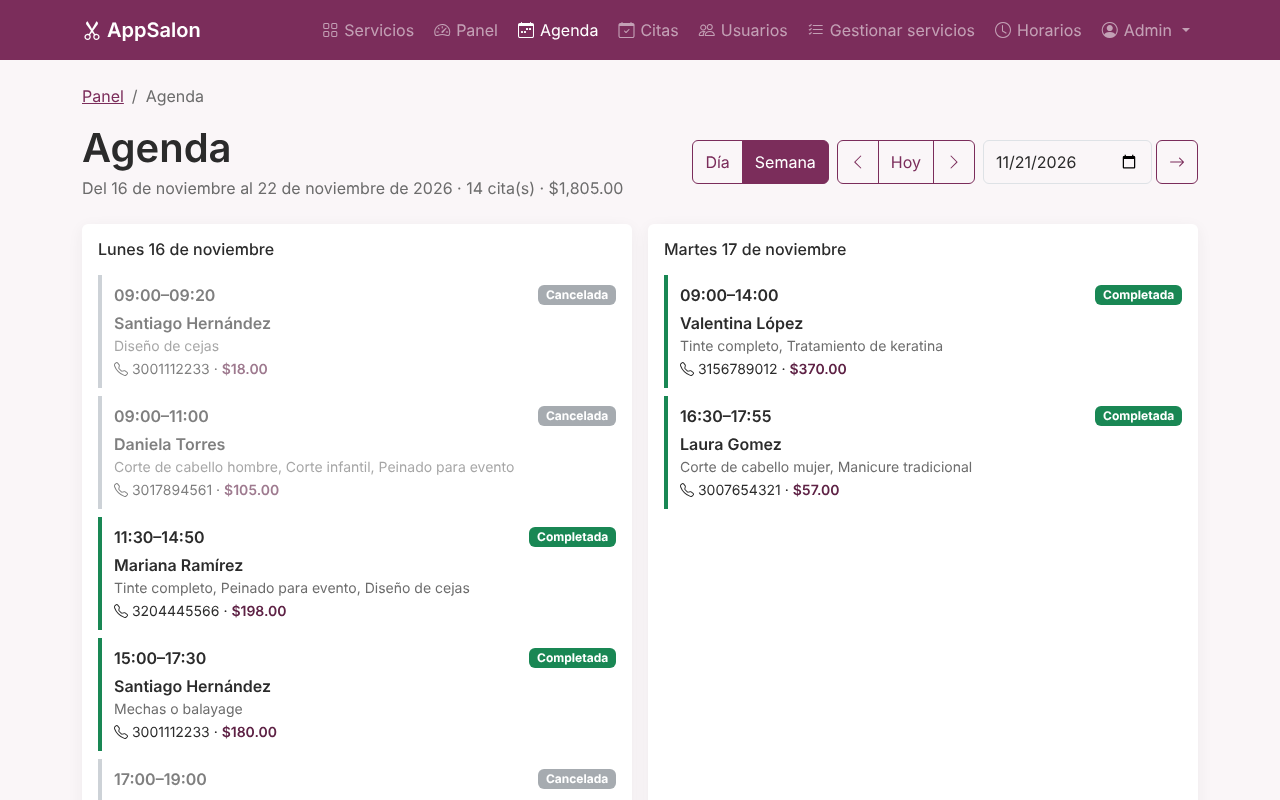 AppSalon
Servicios
Panel
Agenda
Citas
Usuarios
Gestionar servicios
Horarios
Admin
Panel / Agenda
Agenda
Del 16 de noviembre al 22 de noviembre de 2026 · 14 cita(s) · $1,805.00
Día
Semana
Hoy
11/21/2026
Lunes 16 de noviembre
09:00–09:20
Cancelada
Santiago Hernández
Diseño de cejas
3001112233 · $18.00
09:00–11:00
Cancelada
Daniela Torres
Corte de cabello hombre, Corte infantil, Peinado para evento
3017894561 · $105.00
11:30–14:50
Completada
Mariana Ramírez
Tinte completo, Peinado para evento, Diseño de cejas
3204445566 · $198.00
15:00–17:30
Completada
Santiago Hernández
Mechas o balayage
3001112233 · $180.00
17:00–19:00
Cancelada
Martes 17 de noviembre
09:00–14:00
Completada
Valentina López
Tinte completo, Tratamiento de keratina
3156789012 · $370.00
16:30–17:55
Completada
Laura Gomez
Corte de cabello mujer, Manicure tradicional
3007654321 · $57.00